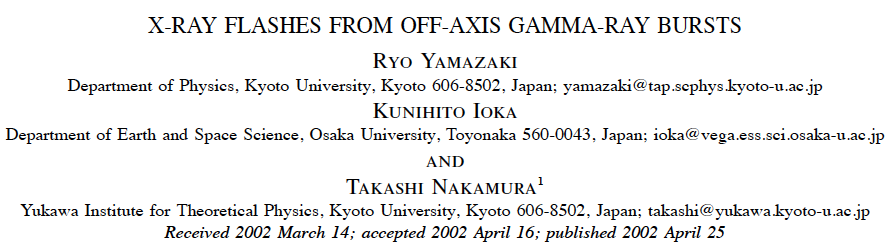 X-RAY FLASHES FROM OFF-AXIS GAMMA-RAY BURSTS
Ryo Yamazaki
Department of Physics, Kyoto University, Kyoto 606-8502, Japan; yamazaki@tap.scphys.kyoto-u.ac.jp
Kunihito Ioka
Department of Earth and Space Science, Osaka University, Toyonaka 560-0043, Japan; ioka@vega.ess.sci.osaka-u.ac.jp
and
Takashi Nakamura¹
Yukawa Institute for Theoretical Physics, Kyoto University, Kyoto 606-8502, Japan; takashi@yukawa.kyoto-u.ac.jp
Received 2002 March 14; accepted 2002 April 16; published 2002 April 25